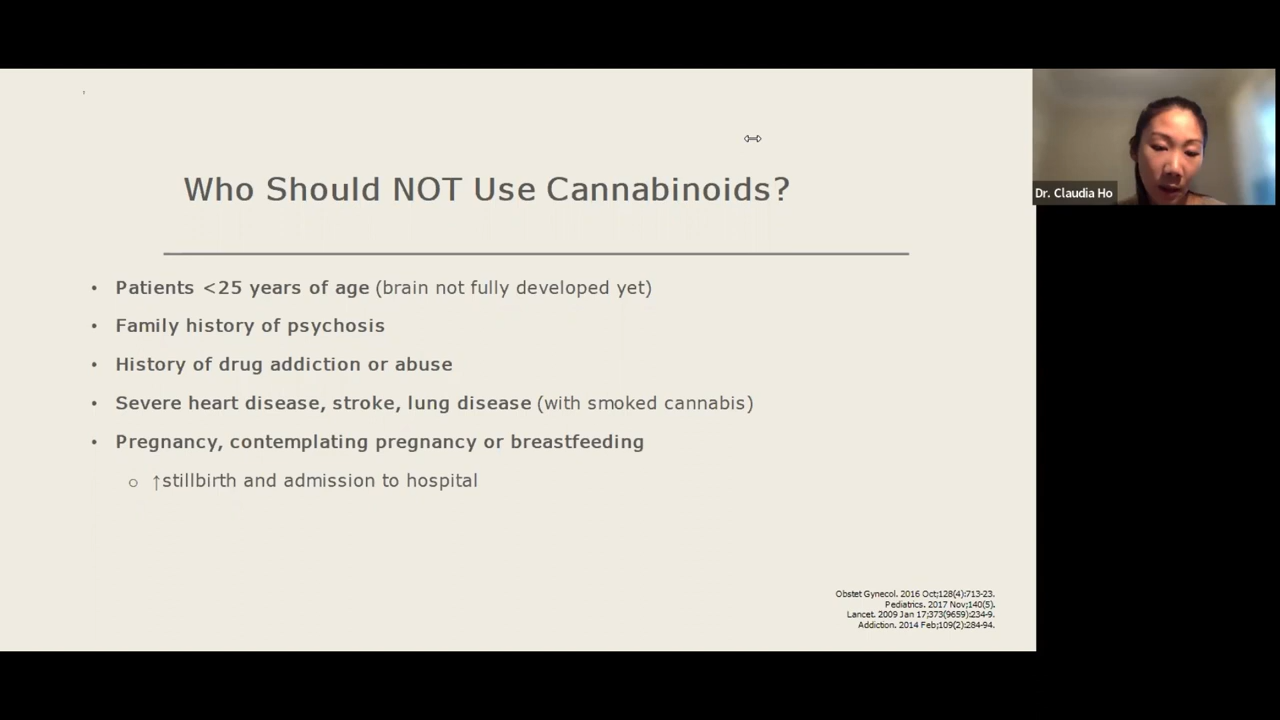 Who Should NOT Use Cannabinoids?
• Patients <25 years of age (brain not fully developed yet)
• Family history of psychosis
• History of drug addiction or abuse
• Severe heart disease, stroke, lung disease (with smoked cannabis)
• Pregnancy, contemplating pregnancy or breastfeeding
o ↑stillbirth and admission to hospital
Obstet Gynecol. 2016 Oct;128(4):713-23.
Pediatrics. 2017 Nov;140(5).
Lancet. 2009 Jan 17;373(9659):234-9.
Addiction. 2014 Feb;109(2):284-94.
Dr. Claudia Ho